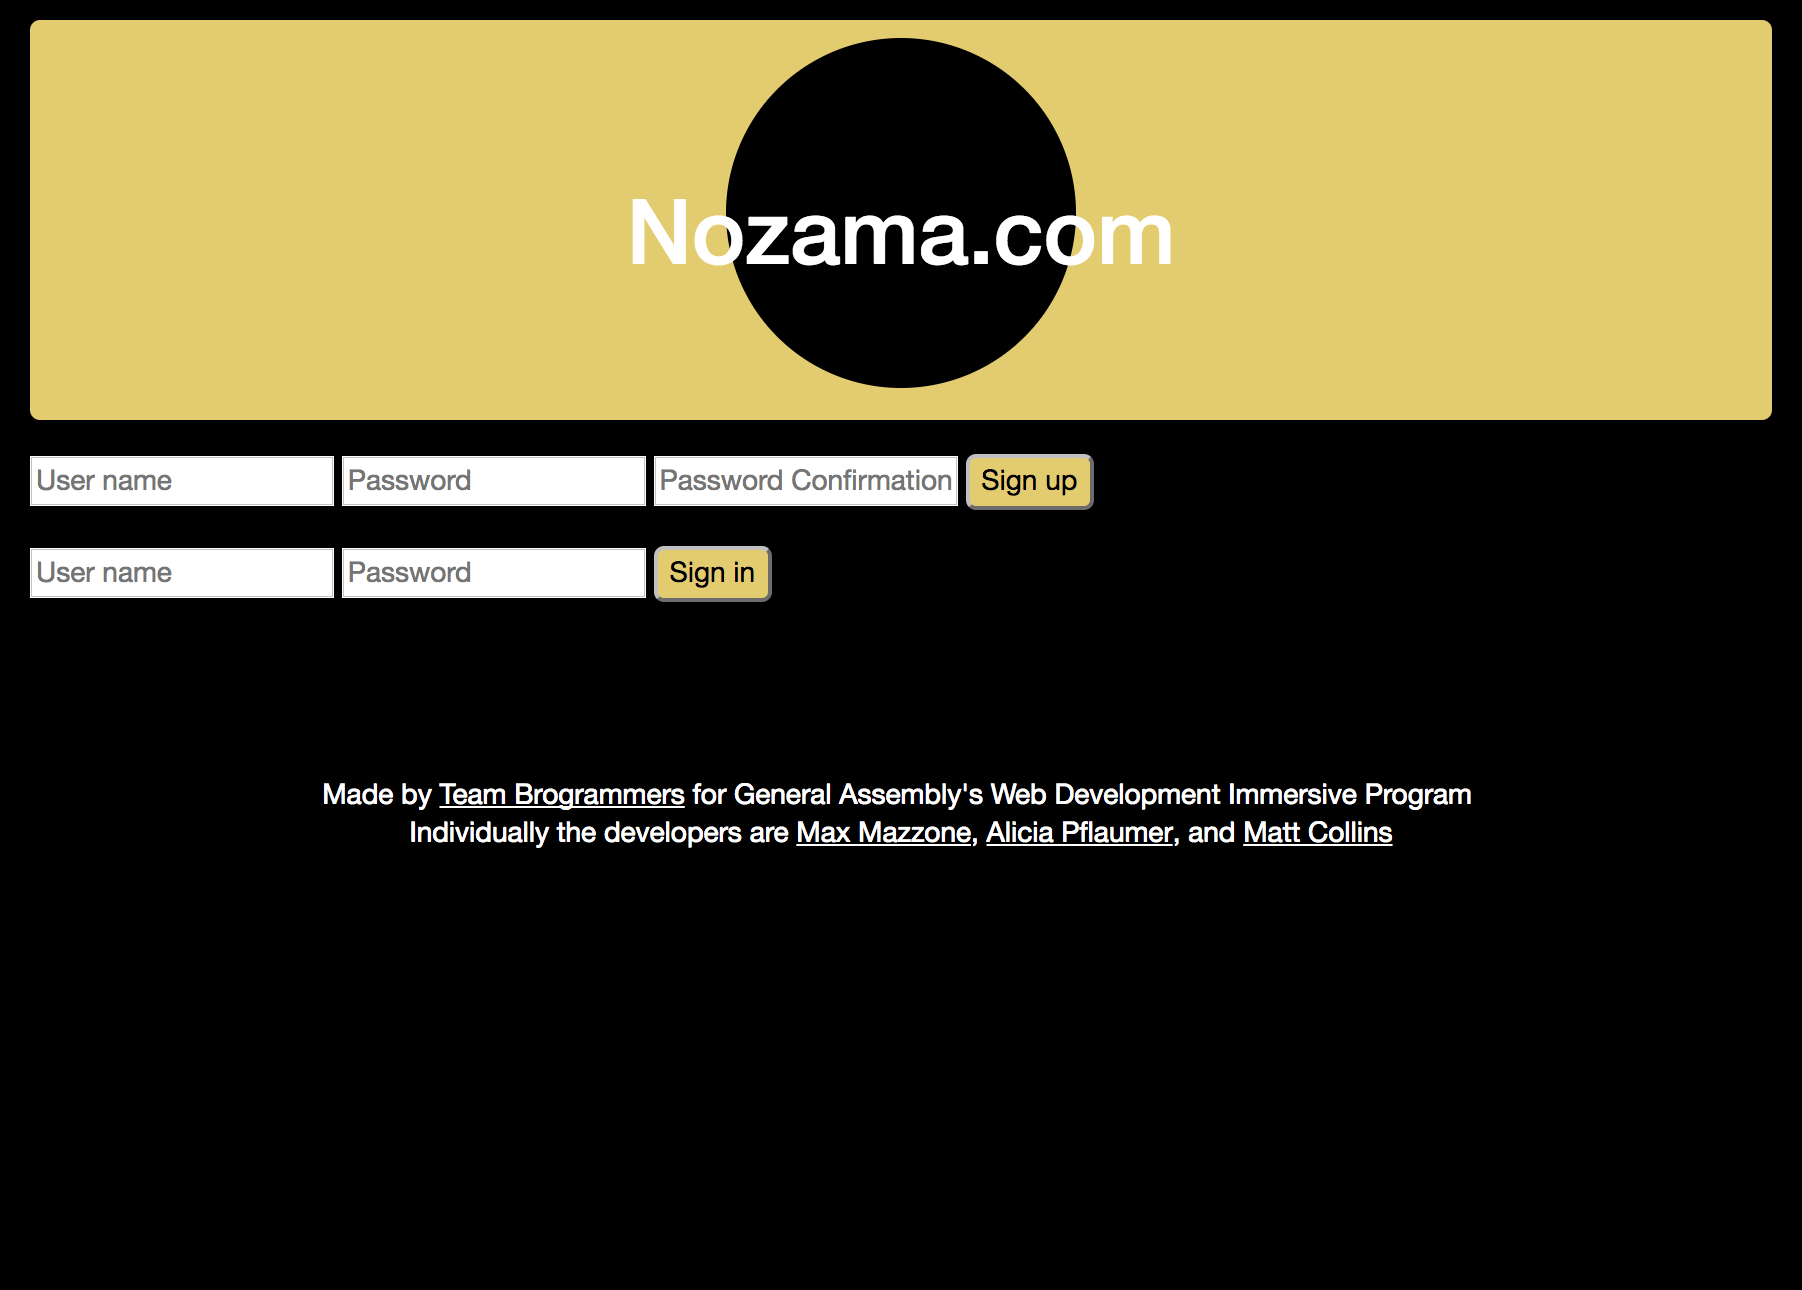 Nozama.com
User name Password Password Confirmation Sign up
User name Password Sign in
Made by Team Brogrammers for General Assembly's Web Development Immersive Program
Individually the developers are Max Mazzone, Alicia Pflaumer, and Matt Collins